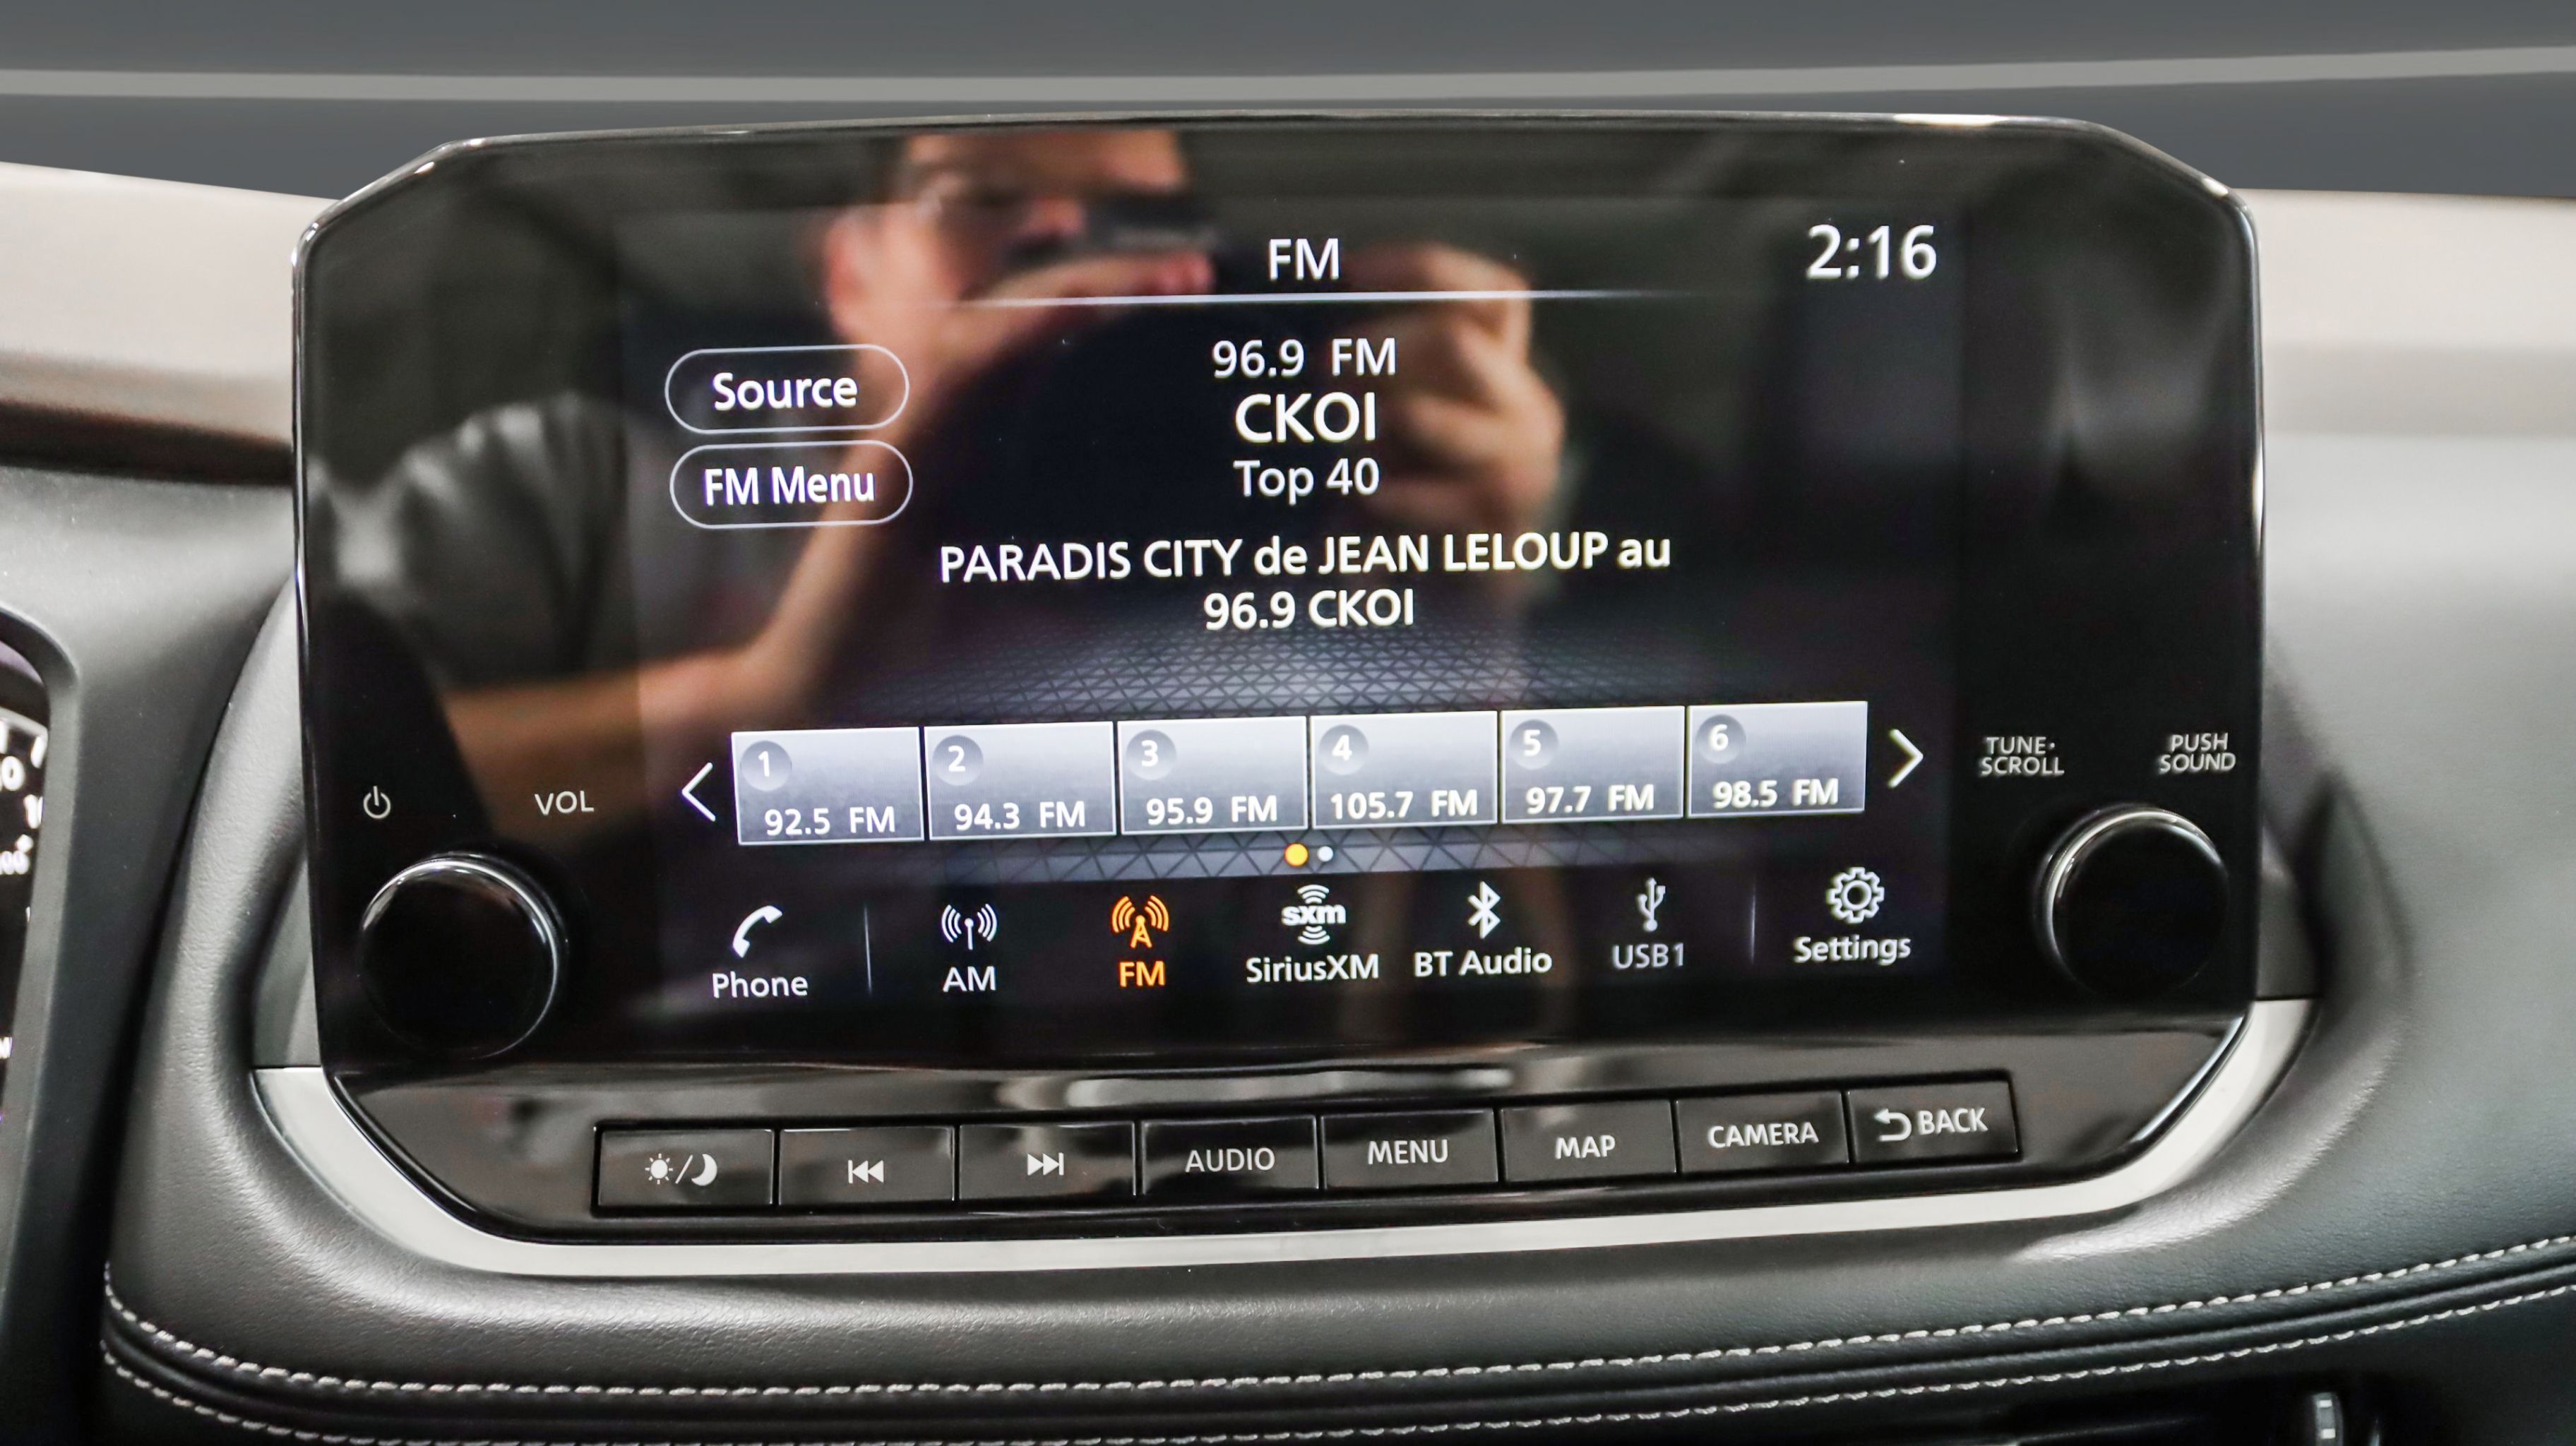 FM
2:16
Source
FM Menu
96.9 FM
CKOI
Top 40
PARADIS CITY de JEAN LELOUP au
96.9 CKOI
1
92.5 FM
2
94.3 FM
3
95.9 FM
4
105.7 FM
5
97.7 FM
6
98.5 FM
VOL
TUNE·
SCROLL
PUSH
SOUND
Phone
AM
FM
sxm
SiriusXM
BT Audio
USB1
Settings
AUDIO
MENU
MAP
CAMERA
BACK